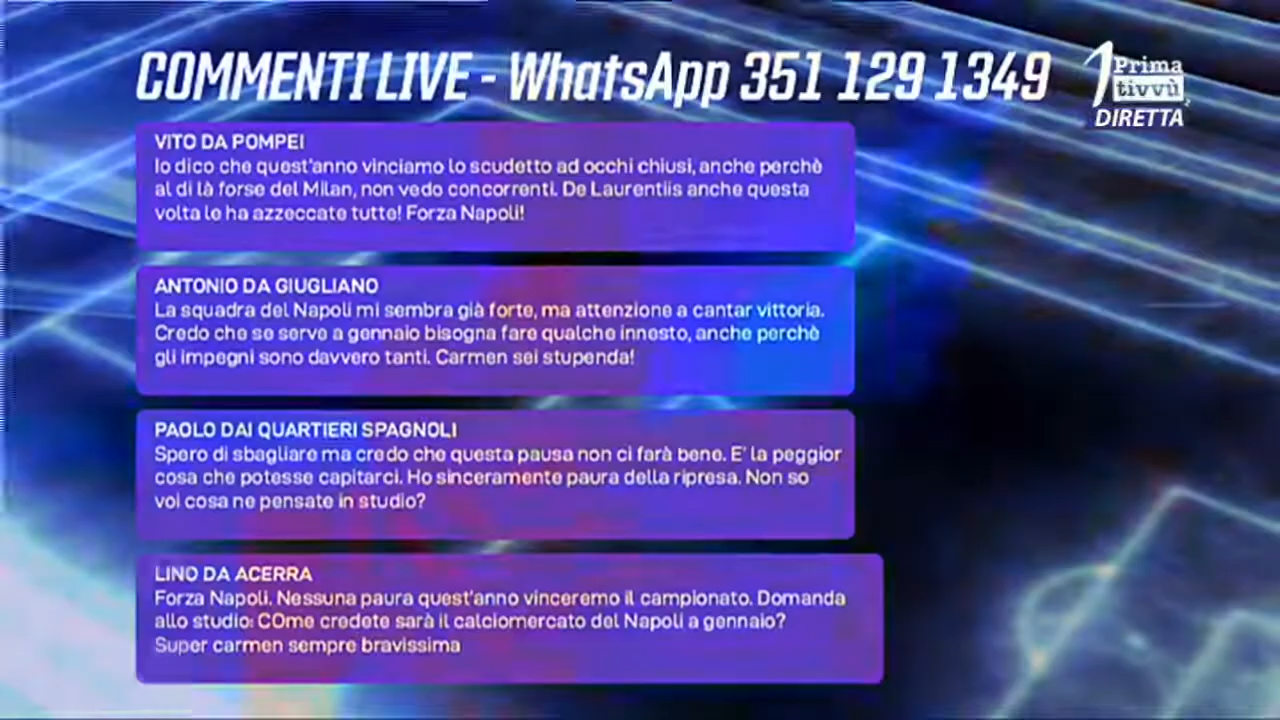 COMMENTI LIVE - WhatsApp 351 129 1349
1 Prima
tivvù
DIRETTA
VITO DA POMPEI
Io dico che quest'anno vinciamo lo scudetto ad occhi chiusi, anche perchè
al di là forse del Milan, non vedo concorrenti. De Laurentiis anche questa
volta le ha azzeccate tutte! Forza Napoli!
ANTONIO DA GIUGLIANO
La squadra del Napoli mi sembra già forte, ma attenzione a cantar vittoria.
Credo che se serve a gennaio bisogna fare qualche innesto, anche perchè
gli impegni sono davvero tanti. Carmen sei stupenda!
PAOLO DAI QUARTIERI SPAGNOLI
Spero di sbagliare ma credo che questa pausa non ci farà bene. E' la peggior
cosa che potesse capitarci. Ho sinceramente paura della ripresa. Non so
voi cosa ne pensate in studio?
LINO DA ACERRA
Forza Napoli. Nessuna paura quest'anno vinceremo il campionato. Domanda
allo studio: COme credete sarà il calciomercato del Napoli a gennaio?
Super carmen sempre bravissima